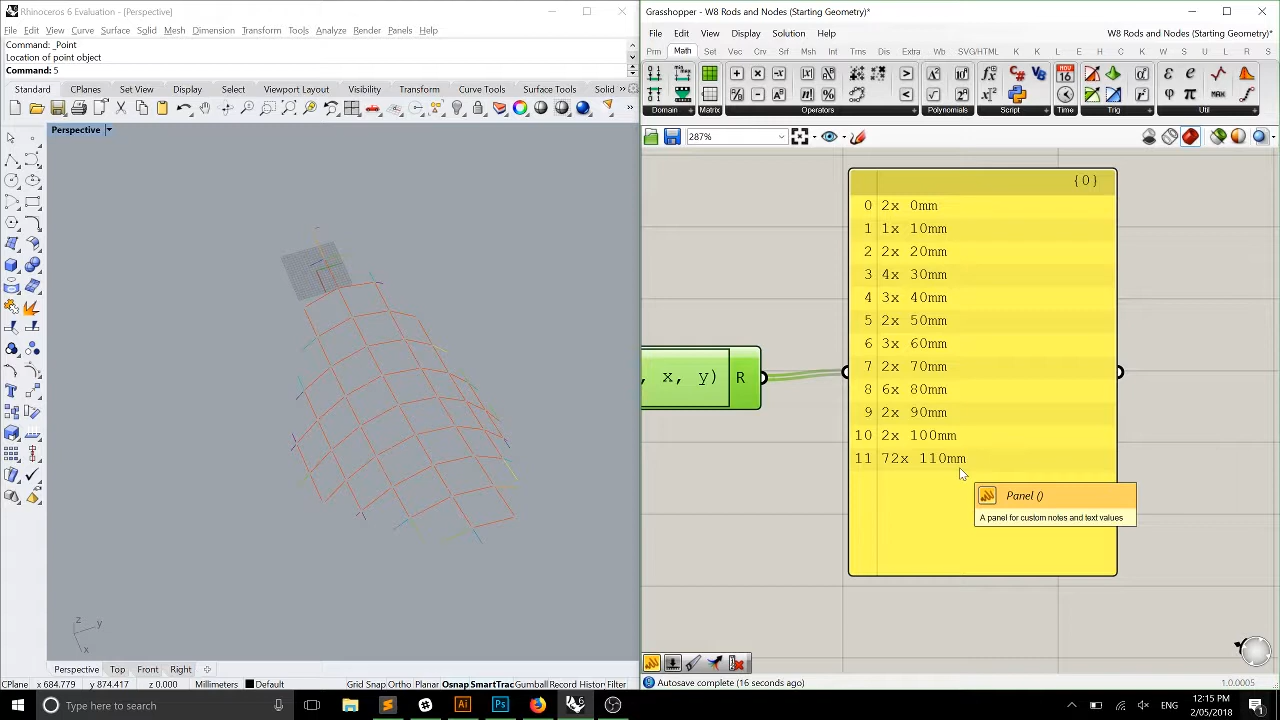 Rhinoceros 6 Evaluation - [Perspective]
File Edit View Curve Surface Solid Mesh Dimension Transform Tools Analyze Render Panels Help
Command: _Point
Location of point object
Command: 5
Standard CPlanes Set View Display Select Viewport Layout Visibility Transform Curve Tools Surface Tools Solid
Perspective
z
y
x
Perspective Top Front Right
CPlane x 684.779 y 874.417 z 0.000 Millimeters Default Grid Snap Ortho Planar Osnap SmartTrac Gumball Record History Filter
Grasshopper - W8 Rods and Nodes (Starting Geometry)*
File Edit View Display Solution Help
W8 Rods and Nodes (Starting Geometry)*
Prm Math Set Vec Crv Srf Msh Int Trns Dis Extra Wb SVG/HTML K K L K E H L M K S U L W
Domain Matrix Operators Polynomials Script Time Trig Util
287%
, x, y) R
{0}
0 2x 0mm
1 1x 10mm
2 2x 20mm
3 4x 30mm
4 3x 40mm
5 2x 50mm
6 3x 60mm
7 2x 70mm
8 6x 80mm
9 2x 90mm
10 2x 100mm
11 72x 110mm
Panel ()
A panel for custom notes and text values
Autosave complete (16 seconds ago)
1.0.0005
Type here to search
ENG
12:15 PM
2/05/2018